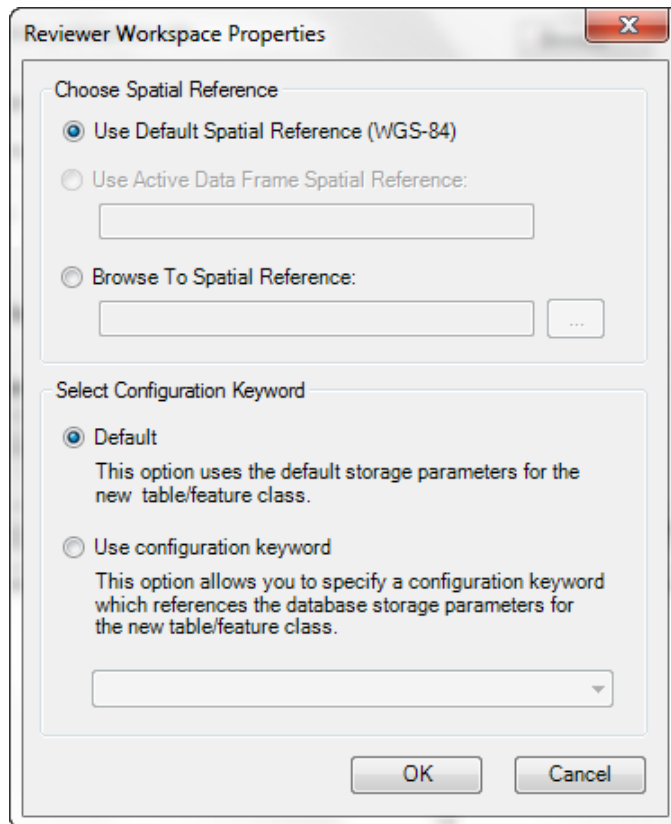 Reviewer Workspace Properties
Choose Spatial Reference
Use Default Spatial Reference (WGS-84)
Use Active Data Frame Spatial Reference:
Browse To Spatial Reference:
...
Select Configuration Keyword
Default
This option uses the default storage parameters for the
new table/feature class.
Use configuration keyword
This option allows you to specify a configuration keyword
which references the database storage parameters for
the new table/feature class.
OK
Cancel